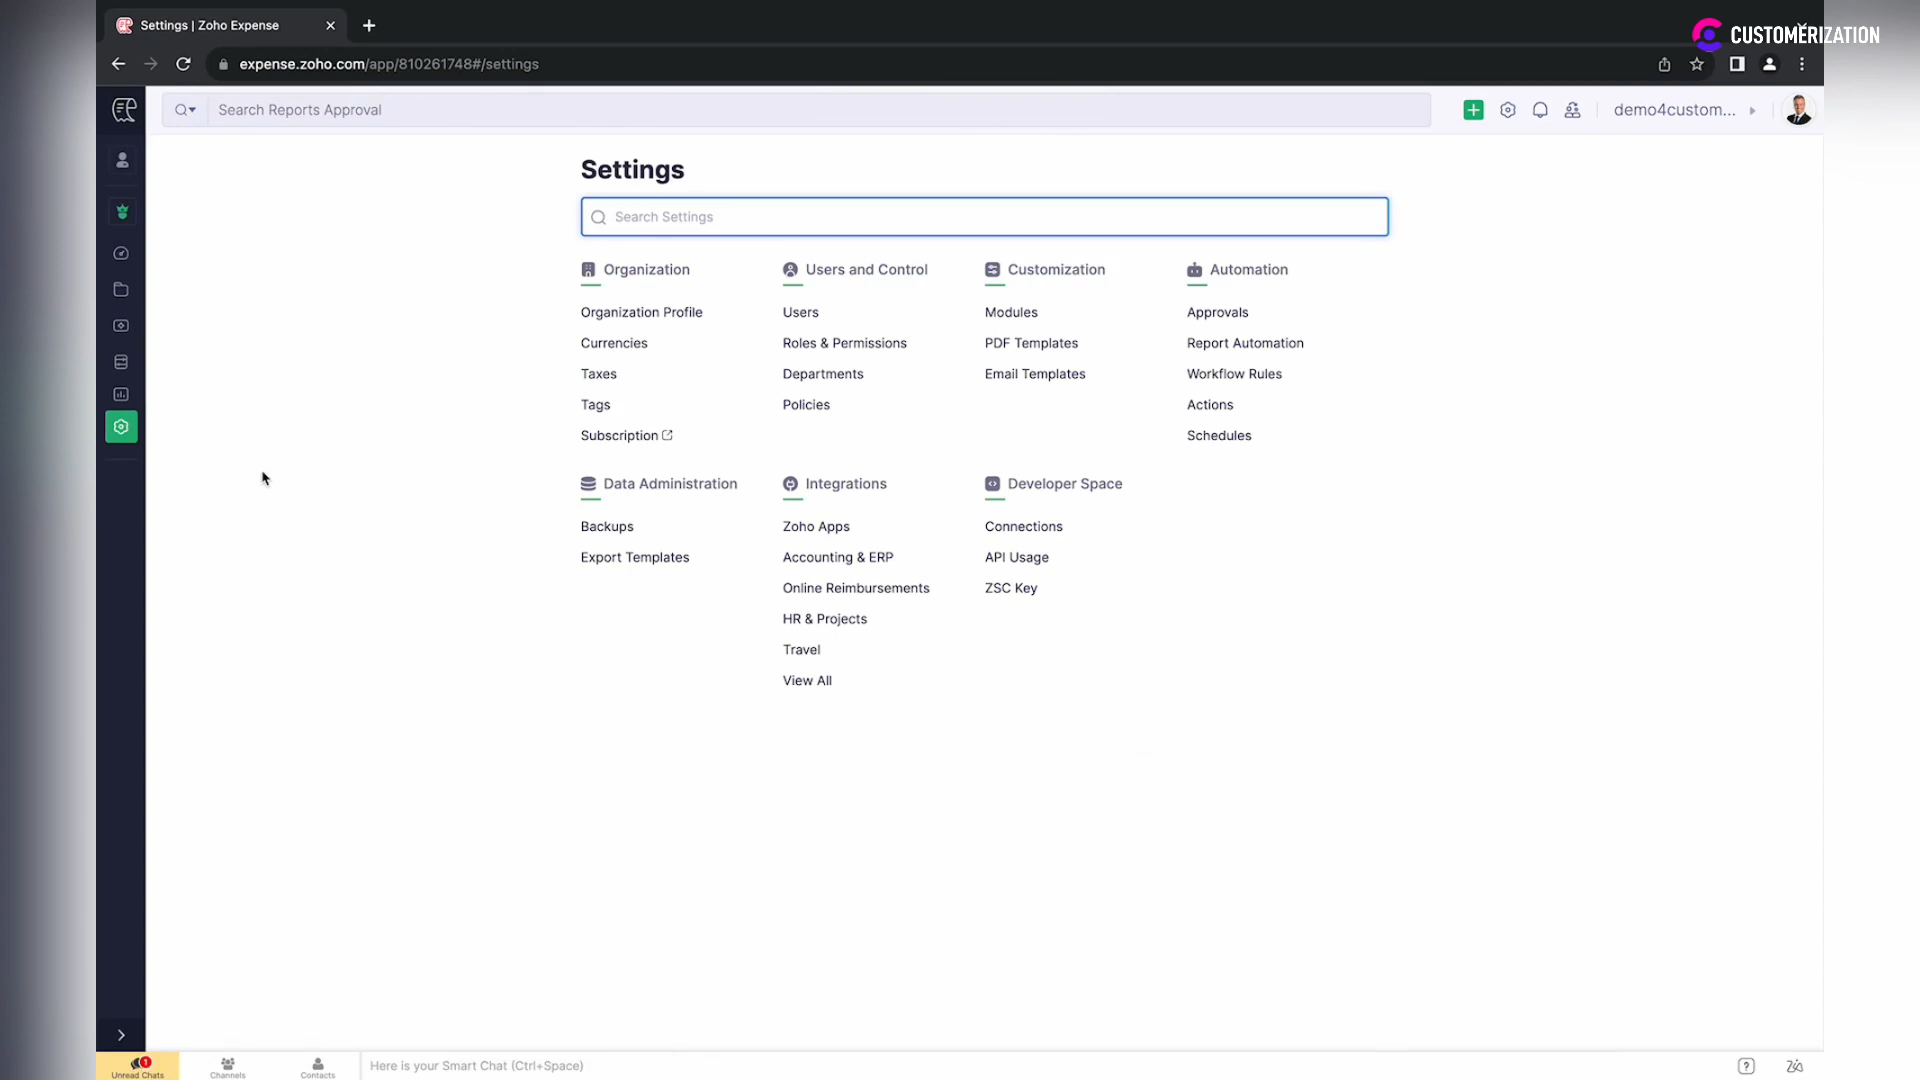 Settings | Zoho Expense
CUSTOMERIZATION
expense.zoho.com/app/810261748#/settings
Search Reports Approval
demo4custom...
Settings
Search Settings
Organization
Organization Profile
Currencies
Taxes
Tags
Subscription
Users and Control
Users
Roles & Permissions
Departments
Policies
Customization
Modules
PDF Templates
Email Templates
Automation
Approvals
Report Automation
Workflow Rules
Actions
Schedules
Data Administration
Backups
Export Templates
Integrations
Zoho Apps
Accounting & ERP
Online Reimbursements
HR & Projects
Travel
View All
Developer Space
Connections
API Usage
ZSC Key
1
Unread Chats
Channels
Contacts
Here is your Smart Chat (Ctrl+Space)
?